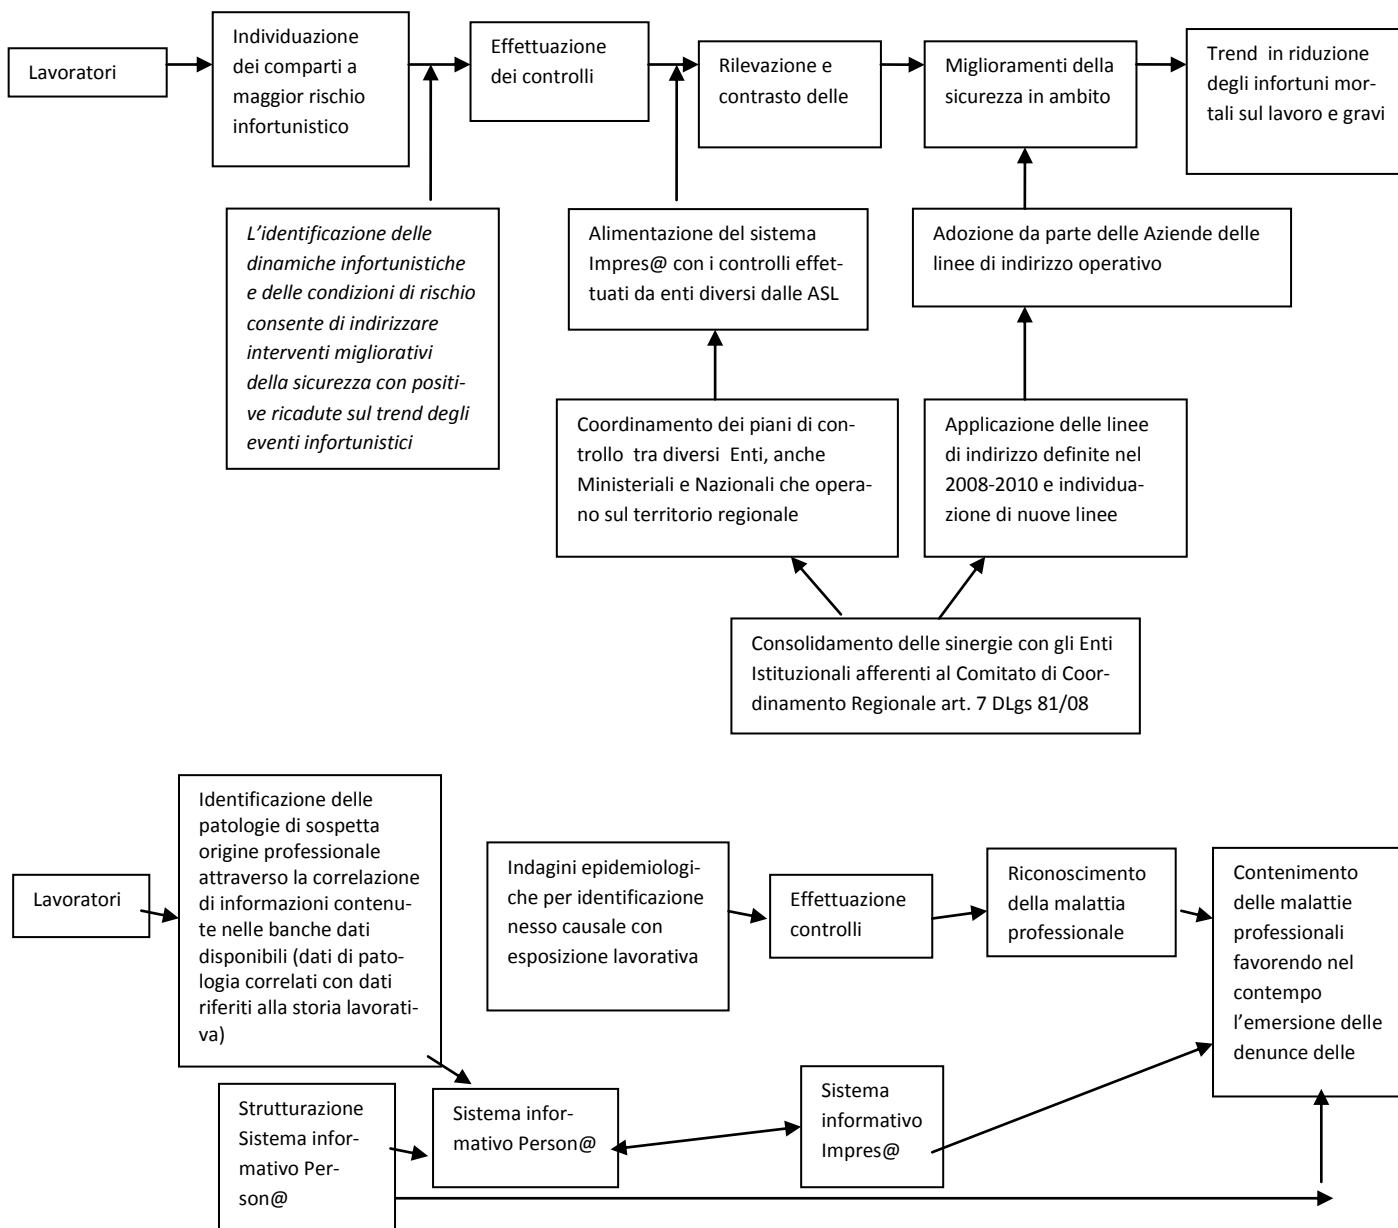 Lavoratori
Individuazione
dei comparti a
maggior rischio
infortunistico
Effettuazione
dei controlli
Rilevazione e
contrasto delle
Miglioramenti della
sicurezza in ambito
Trend in riduzione
degli infortuni mor-
tali sul lavoro e gravi
L'identificazione delle
dinamiche infortunistiche
e delle condizioni di rischio
consente di indirizzare
interventi migliorativi
della sicurezza con positi-
ve ricadute sul trend degli
eventi infortunistici
Alimentazione del sistema
Impres@ con i controlli effet-
tuati da enti diversi dalle ASL
Adozione da parte delle Aziende delle
linee di indirizzo operativo
Coordinamento dei piani di con-
trollo tra diversi Enti, anche
Ministeriali e Nazionali che opera-
no sul territorio regionale
Applicazione delle linee
di indirizzo definite nel
2008-2010 e individua-
zione di nuove linee
Consolidamento delle sinergie con gli Enti
Istituzionali afferenti al Comitato di Coor-
dinamento Regionale art. 7 DLgs 81/08
Lavoratori
Identificazione delle
patologie di sospetta
origine professionale
attraverso la correlazione
di informazioni contenu-
te nelle banche dati
disponibili (dati di pato-
logia correlati con dati
riferiti alla storia lavorati-
va)
Indagini epidemiologi-
che per identificazione
nesso causale con
esposizione lavorativa
Effettuazione
controlli
Riconoscimento
della malattia
professionale
Contenimento
delle malattie
professionali
favorendo nel
contempo
l'emersione delle
denunce delle
Strutturazione
Sistema infor-
mativo Per-
son@
Sistema infor-
mativo Person@
Sistema
informativo
Impres@